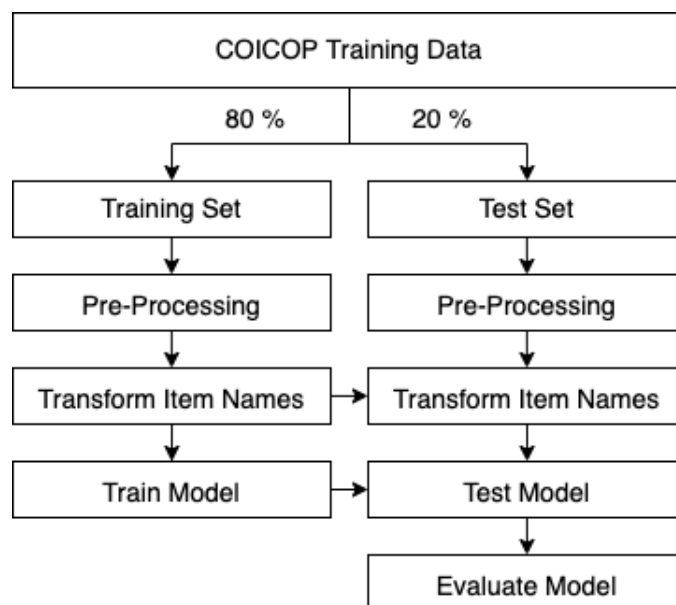 COICOP Training Data
80 %
20 %
Training Set
Test Set
Pre-Processing
Pre-Processing
Transform Item Names
Transform Item Names
Train Model
Test Model
Evaluate Model